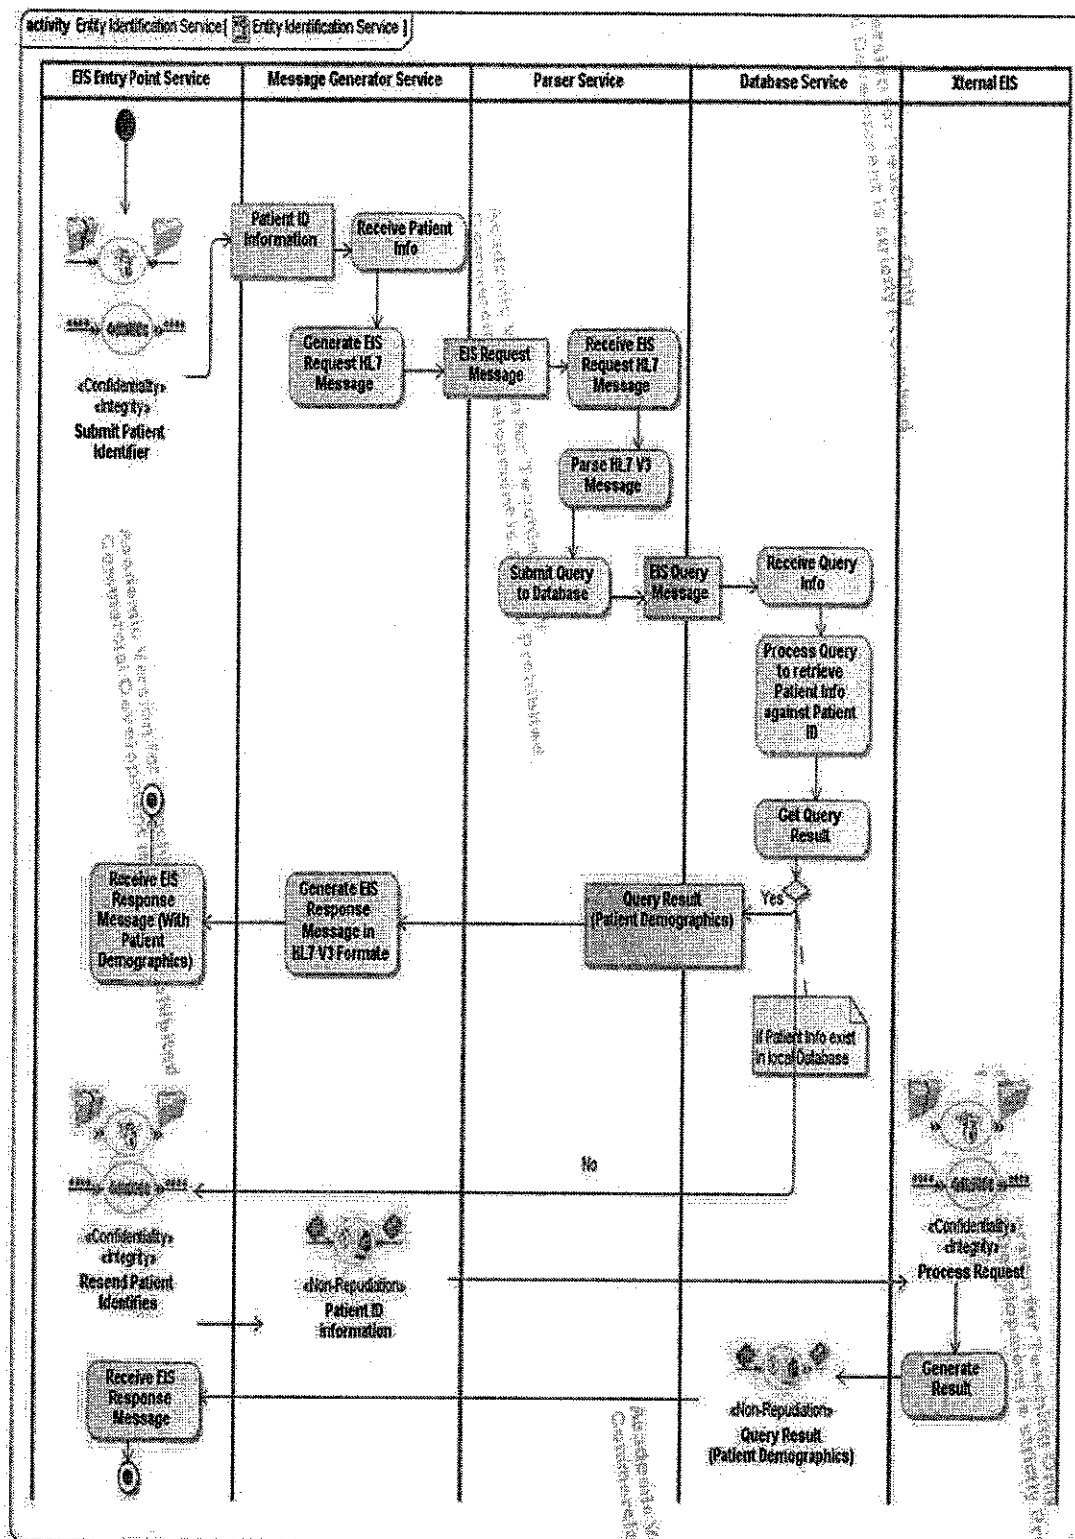 activity Entity Identification Service [ Entity Identification Service ]
EIS Entry Point Service
Message Generator Service
Parser Service
Database Service
Xternal EIS
Patient ID
Information
Receive Patient
Info
Generate EIS
Request HL7
Message
EIS Request
Message
Receive EIS
Request HL7
Message
«Confidentialty»
«Integrity»
Submit Patient
Identifier
Parse HL7 V3
Message
Submit Query
to Database
EIS Query
Message
Receive Query
Info
Process Query
to retrieve
Patient Info
against Patient
ID
Get Query
Result
Yes
Query Result
(Patient Demographics)
Generate EIS
Response
Message in
HL7 V3 Formate
Receive EIS
Response
Message (With
Patient
Demographics)
If Patient Info exist
in local Database
No
«Confidentialty»
«Integrity»
Resend Patient
Identifies
«Non-Repudiation»
Patient ID
information
«Confidentialty»
«Integrity»
Process Request
Generate
Result
«Non-Repudiation»
Query Result
(Patient Demographics)
Receive EIS
Response
Message